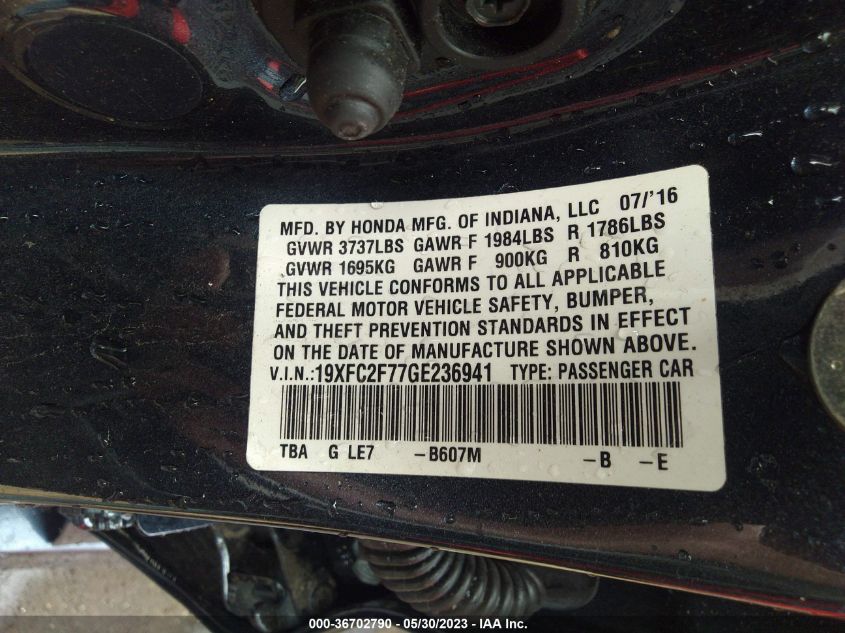 MFD. BY HONDA MFG. OF INDIANA, LLC 07/'16
GVWR 3737LBS GAWR F 1984LBS R 1786LBS
GVWR 1695KG GAWR F 900KG R 810KG
THIS VEHICLE CONFORMS TO ALL APPLICABLE
FEDERAL MOTOR VEHICLE SAFETY, BUMPER,
AND THEFT PREVENTION STANDARDS IN EFFECT
ON THE DATE OF MANUFACTURE SHOWN ABOVE.
V.I.N.:19XFC2F77GE236941 TYPE: PASSENGER CAR
TBA G LE7 -B607M -B -E
000-36702790 - 05/30/2023 - IAA Inc.